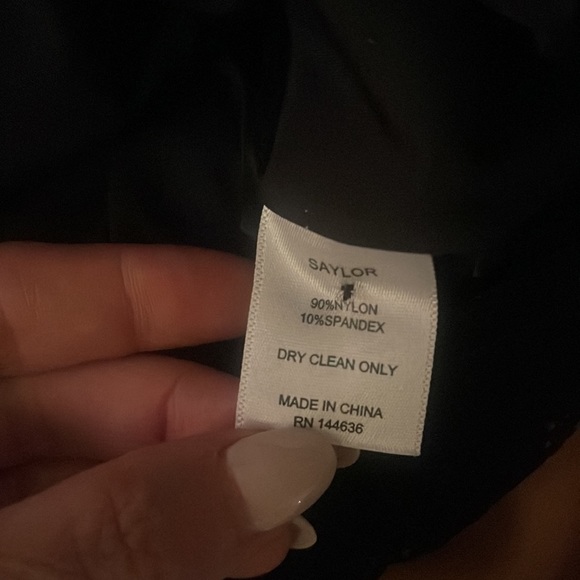 SAYLOR
90%NYLON
10%SPANDEX
DRY CLEAN ONLY
MADE IN CHINA
RN 144636